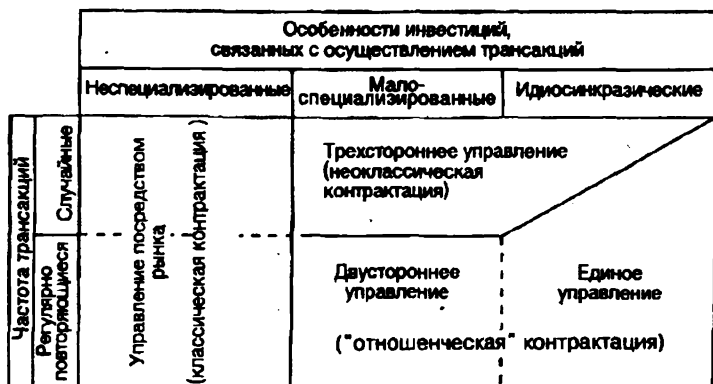 Особенности инвестиций,
связанных с осуществлением трансакций
Неспециализированные
Мало-
специализированные
Идиосинкразические
Частота трансакций
Случайные
Регулярно
повторяющиеся
Управление посредством
рынка
(классическая контрактация)
Трехстороннее управление
(неоклассическая
контрактация)
Двустороннее
управление
Единое
управление
("отношенческая" контрактация)